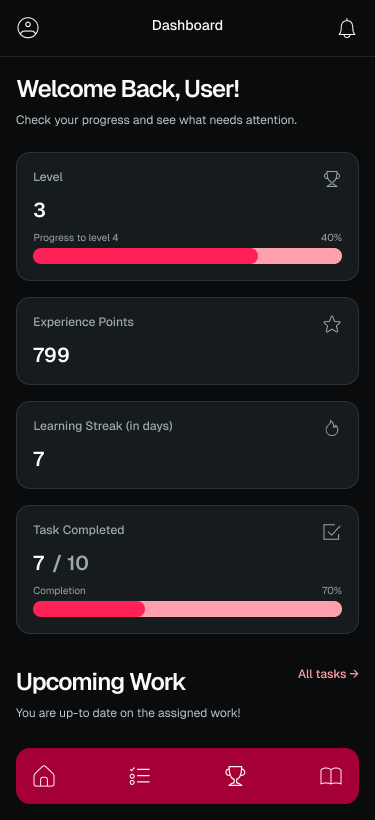 Dashboard
Welcome Back, User!
Check your progress and see what needs attention.
Level
3
Progress to level 4 40%
Experience Points
799
Learning Streak (in days)
7
Task Completed
7 / 10
Completion 70%
Upcoming Work All tasks →
You are up-to date on the assigned work!